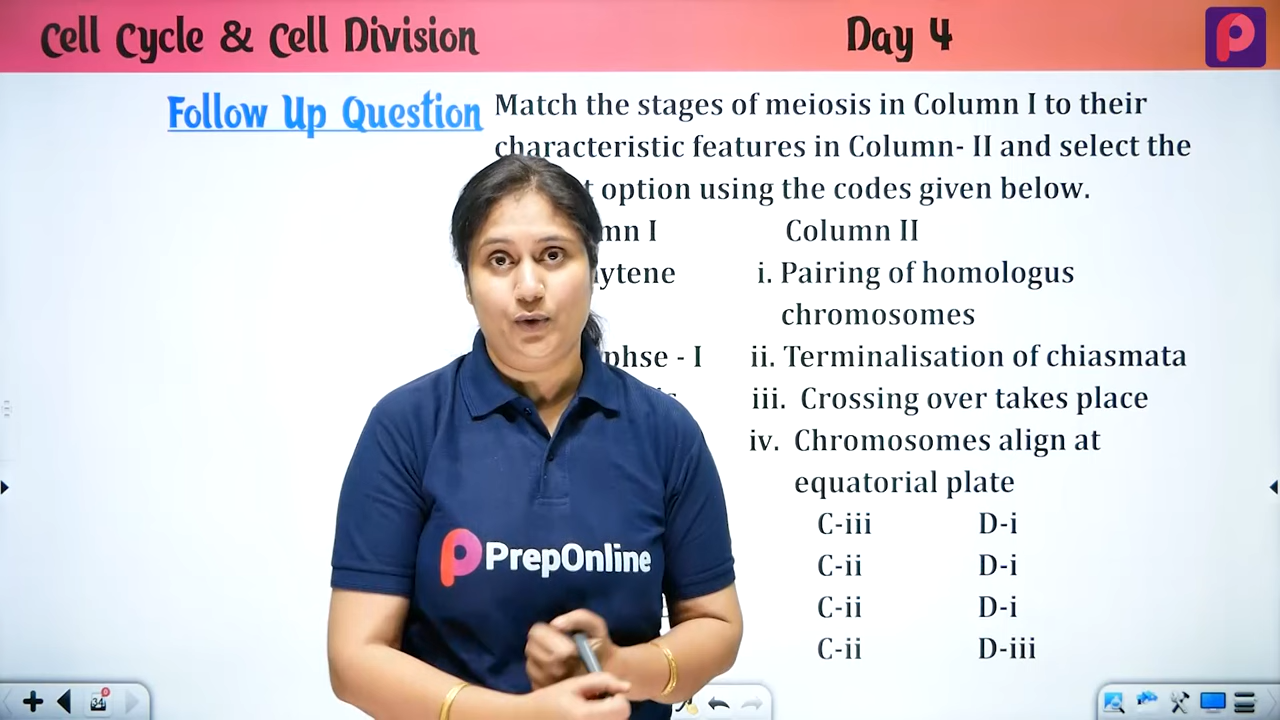 Cell Cycle & Cell Division Day 4
Follow Up Question
Match the stages of meiosis in Column I to their
characteristic features in Column- II and select the
option using the codes given below.
I Column II
i. Pairing of homologus
chromosomes
- I ii. Terminalisation of chiasmata
iii. Crossing over takes place
iv. Chromosomes align at
equatorial plate
C-iii D-i
C-ii D-i
C-ii D-i
C-ii D-iii
PrepOnline
34